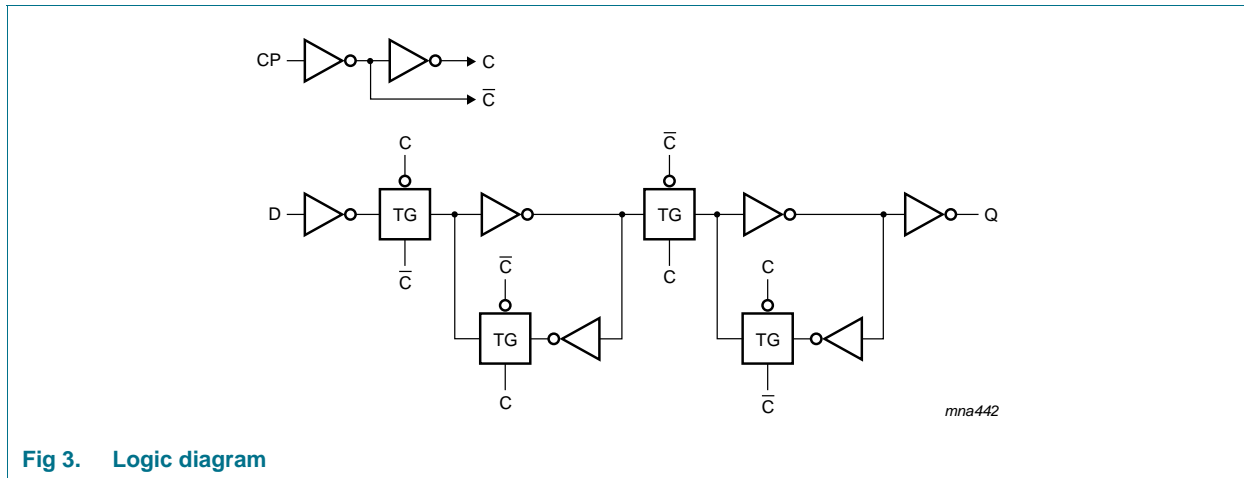 CP
C
C̅
C
C̅
D
TG
TG
Q
C̅
C̅
C
C
TG
TG
C
C̅
mna442
Fig 3. Logic diagram